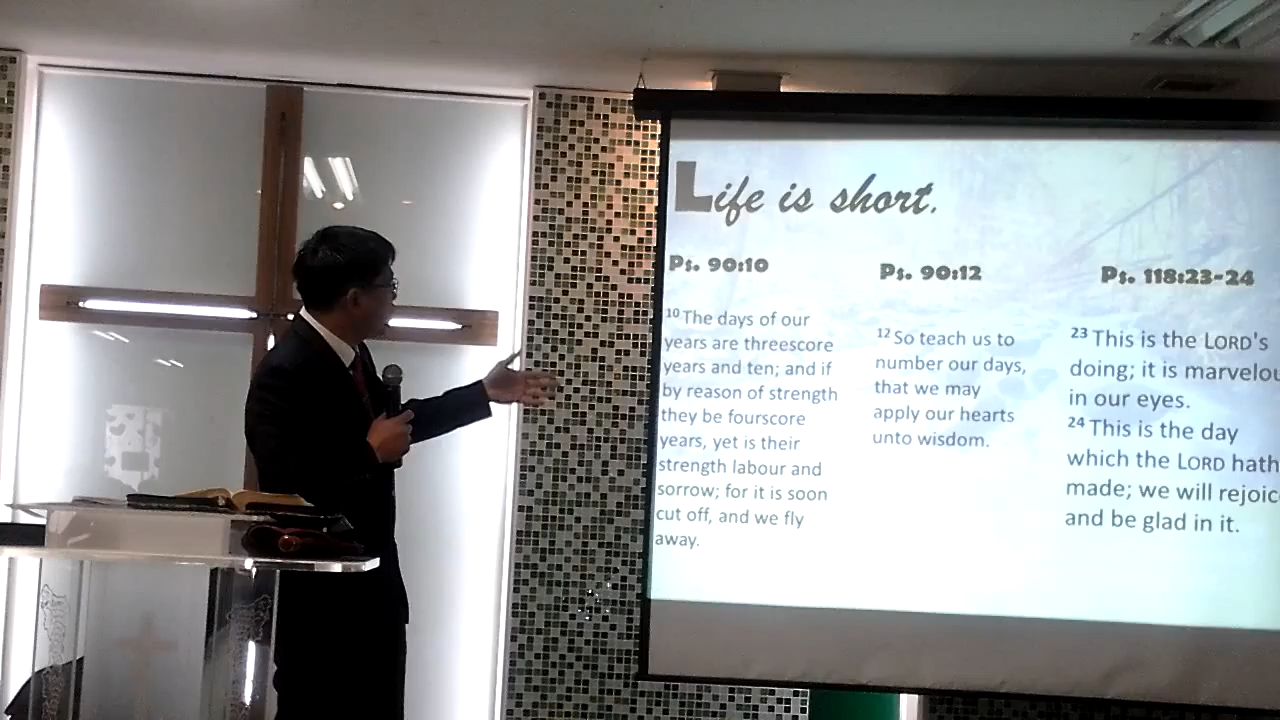 Life is short.
Ps. 90:10
10 The days of our
years are threescore
years and ten; and if
by reason of strength
they be fourscore
years, yet is their
strength labour and
sorrow; for it is soon
cut off, and we fly
away.
Ps. 90:12
12 So teach us to
number our days,
that we may
apply our hearts
unto wisdom.
Ps. 118:23-24
23 This is the LORD's
doing; it is marvelou
in our eyes.
24 This is the day
which the LORD hath
made; we will rejoic
and be glad in it.